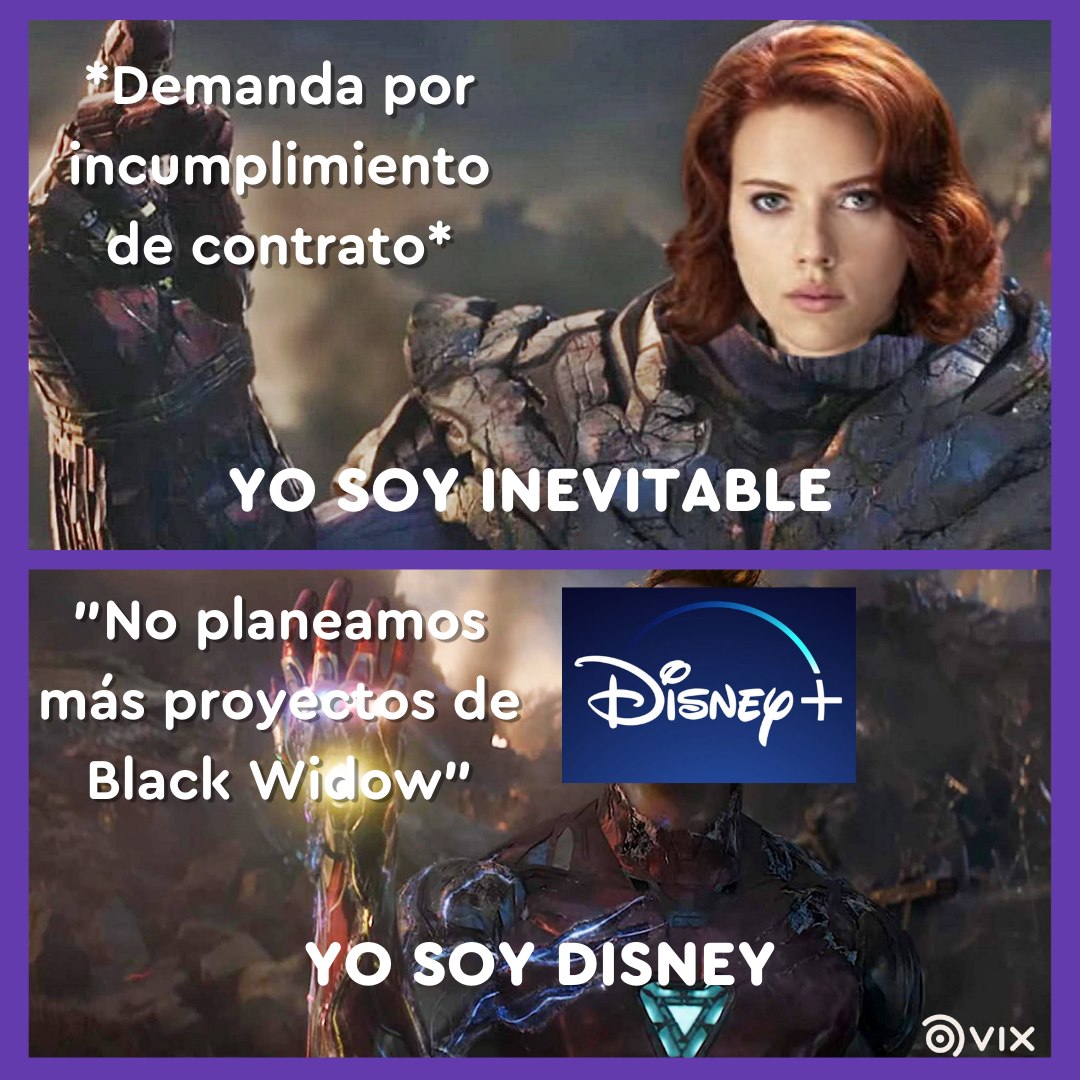 *Demanda por
incumplimiento
de contrato*
YO SOY INEVITABLE
"No planeamos
más proyectos de
Black Widow"
Disney+
YO SOY DISNEY
VIX